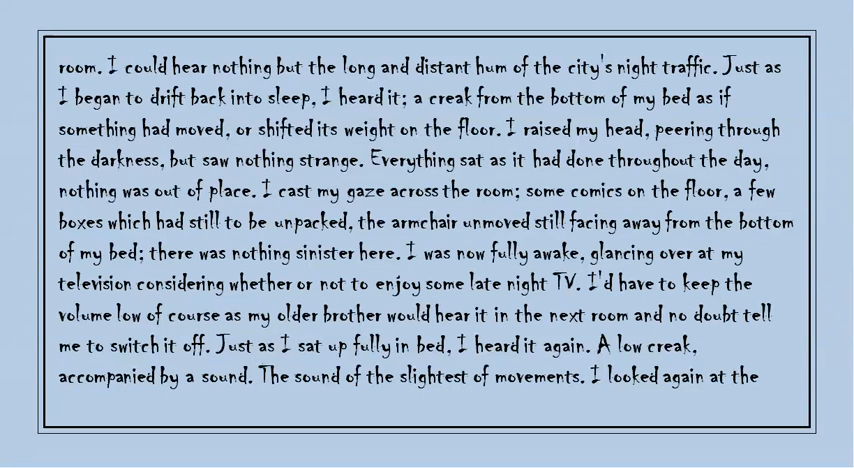 room. I could hear nothing but the long and distant hum of the city's night traffic. Just as
I began to drift back into sleep, I heard it; a creak from the bottom of my bed as if
something had moved, or shifted its weight on the floor. I raised my head, peering through
the darkness, but saw nothing strange. Everything sat as it had done throughout the day,
nothing was out of place. I cast my gaze across the room; some comics on the floor, a few
boxes which had still to be unpacked, the armchair unmoved still facing away from the bottom
of my bed; there was nothing sinister here. I was now fully awake, glancing over at my
television considering whether or not to enjoy some late night TV. I'd have to keep the
volume low of course as my older brother would hear it in the next room and no doubt tell
me to switch it off. Just as I sat up fully in bed, I heard it again. A low creak,
accompanied by a sound. The sound of the slightest of movements. I looked again at the